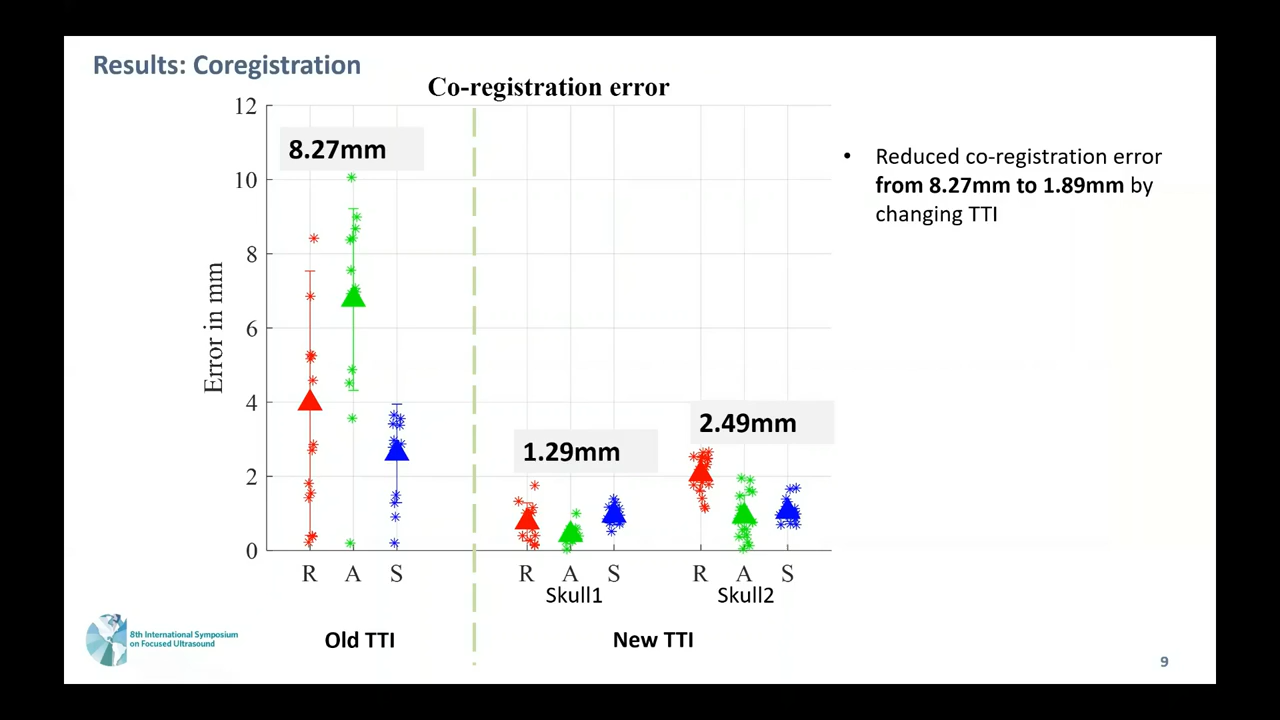 Results: Coregistration
Co-registration error
12
10
8
6
4
2
0
Error in mm
8.27mm
1.29mm
2.49mm
R A S R A S R A S
Skull1 Skull2
Old TTI New TTI
• Reduced co-registration error
from 8.27mm to 1.89mm by
changing TTI
8th International Symposium
on Focused Ultrasound
9